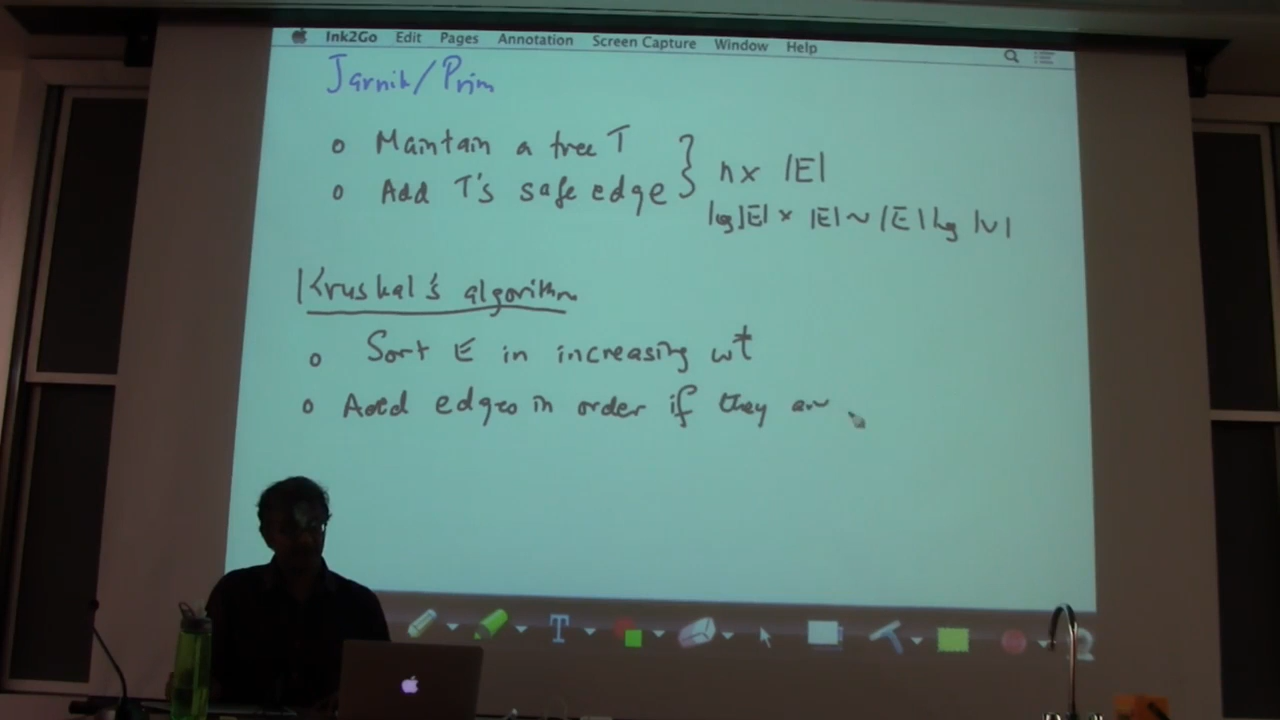 Ink2Go Edit Pages Annotation Screen Capture Window Help
Jarnik/Prim
o Maintain a tree T
o Add T's safe edge } n x |E|
lg|E| x |E| ~ |E| lg |V|
Kruskal's algorithm
o Sort E in increasing wt
o Add edges in order if they are